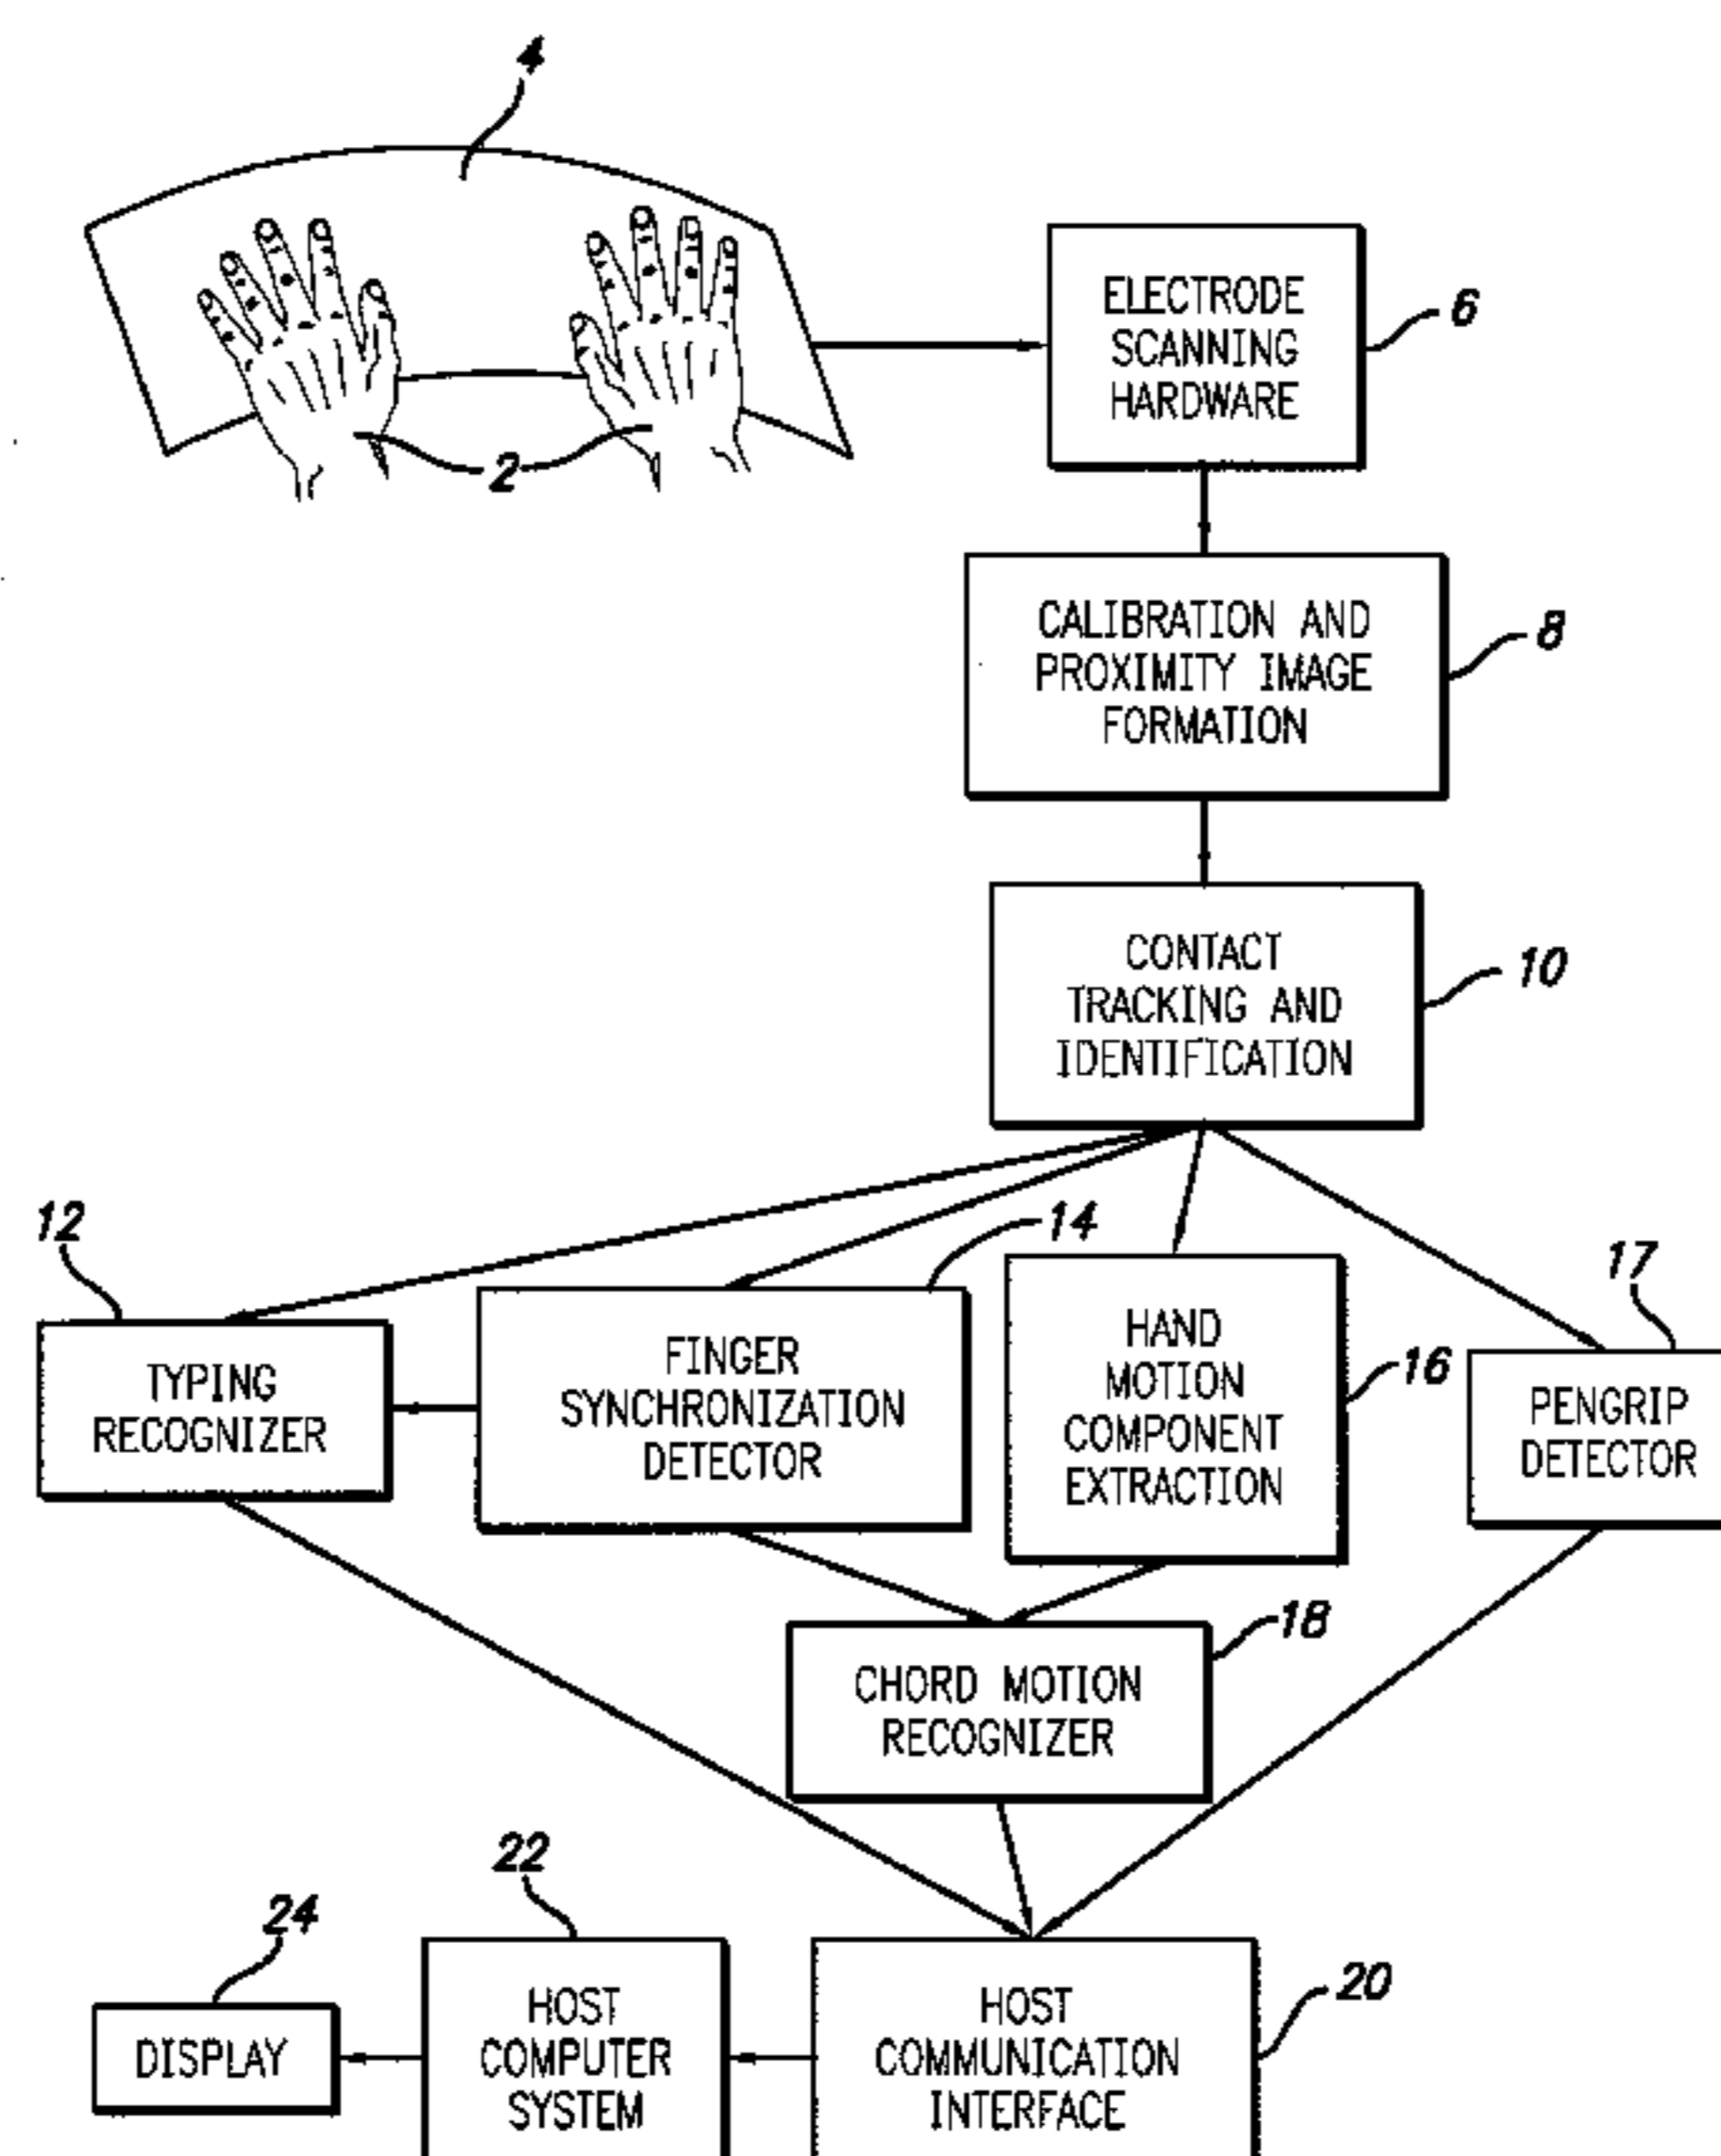 4
2
ELECTRODE
SCANNING
HARDWARE
6
CALIBRATION AND
PROXIMITY IMAGE
FORMATION
8
CONTACT
TRACKING AND
IDENTIFICATION
10
12
TYPING
RECOGNIZER
14
FINGER
SYNCHRONIZATION
DETECTOR
HAND
MOTION
COMPONENT
EXTRACTION
16
17
PENGRIP
DETECTOR
CHORD MOTION
RECOGNIZER
18
24
DISPLAY
22
HOST
COMPUTER
SYSTEM
HOST
COMMUNICATION
INTERFACE
20